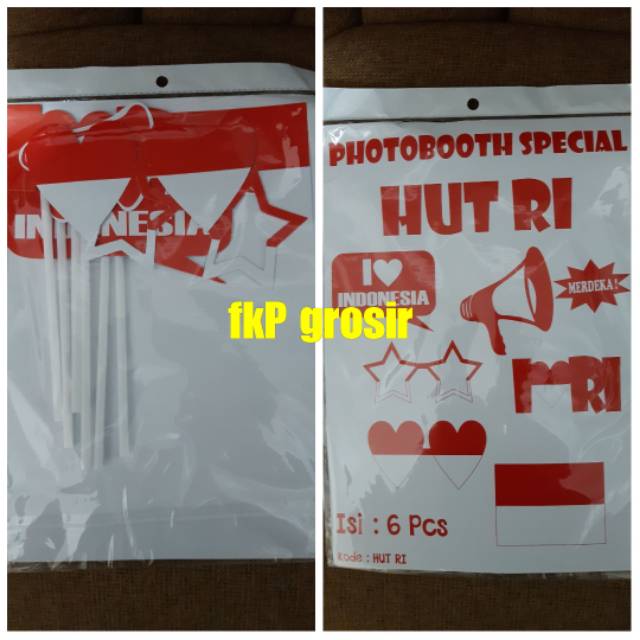 INDONESIA
fkP grosir
PHOTOBOOTH SPECIAL
HUT RI
I
INDONESIA
MERDEKA!
RI
Isi : 6 Pcs
Kode : HUT RI